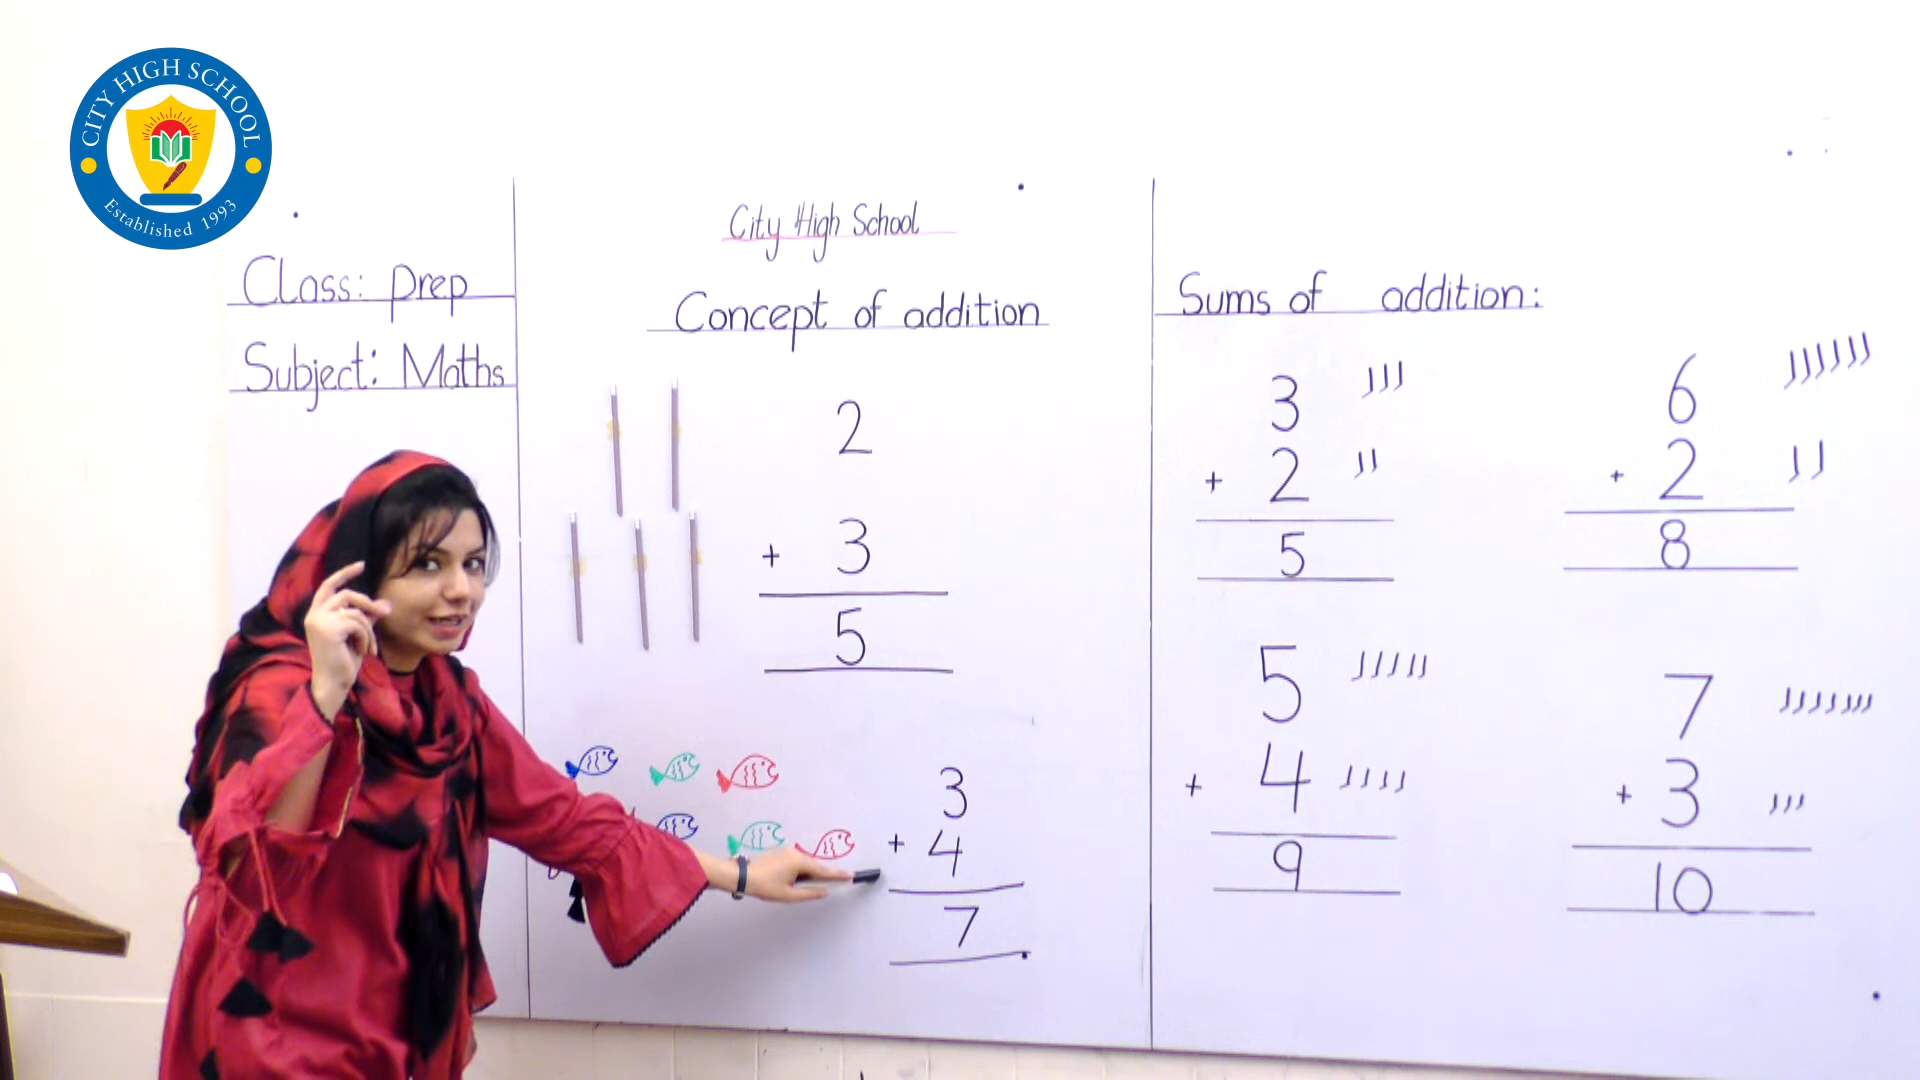 CITY HIGH SCHOOL
Established 1993
Class: Prep
Subject: Maths
City High School
Concept of addition
2
+ 3
5
3
+ 4
7
Sums of addition:
3
+ 2
5
6
+ 2
8
5
+ 4
9
7
+ 3
10